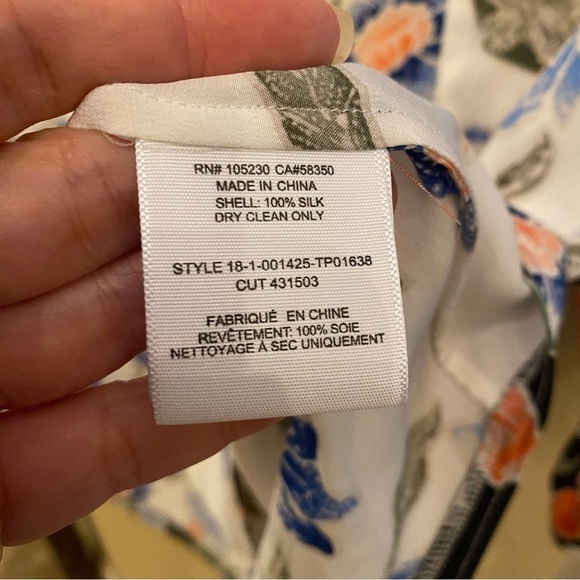 RN# 105230 CA#58350
MADE IN CHINA
SHELL: 100% SILK
DRY CLEAN ONLY
STYLE 18-1-001425-TP01638
CUT 431503
FABRIQUÉ EN CHINE
REVÊTEMENT: 100% SOIE
NETTOYAGE À SEC UNIQUEMENT